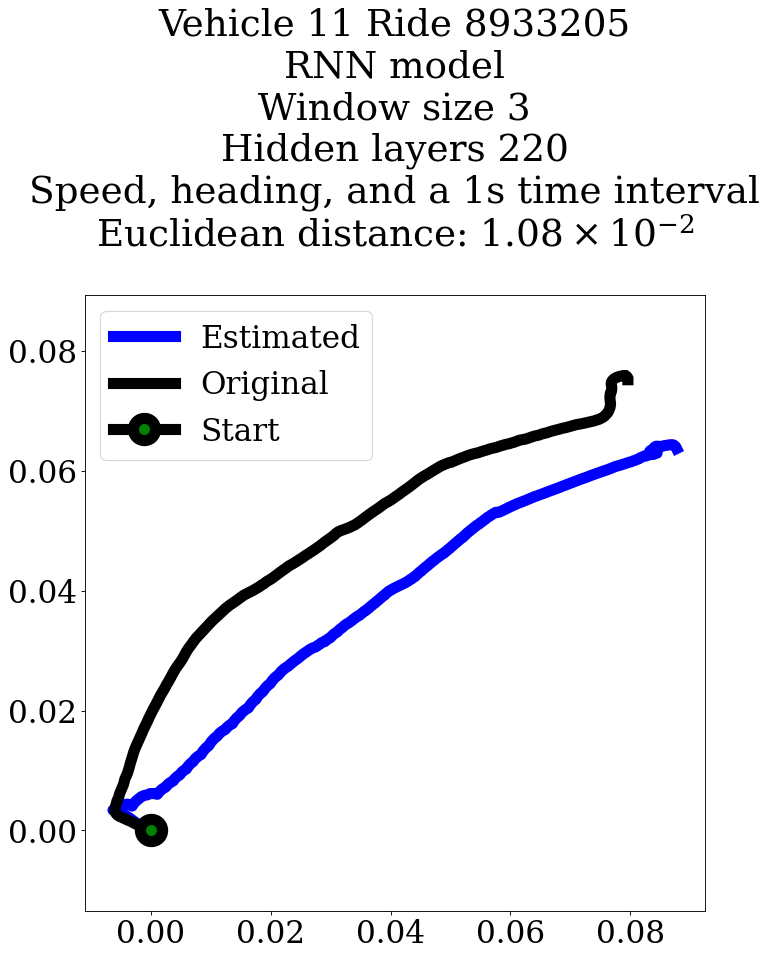 Vehicle 11 Ride 8933205
RNN model
Window size 3
Hidden layers 220
Speed, heading, and a 1s time interval
Euclidean distance: 1.08 × 10⁻²
Estimated
Original
Start
0.08
0.06
0.04
0.02
0.00
0.00 0.02 0.04 0.06 0.08